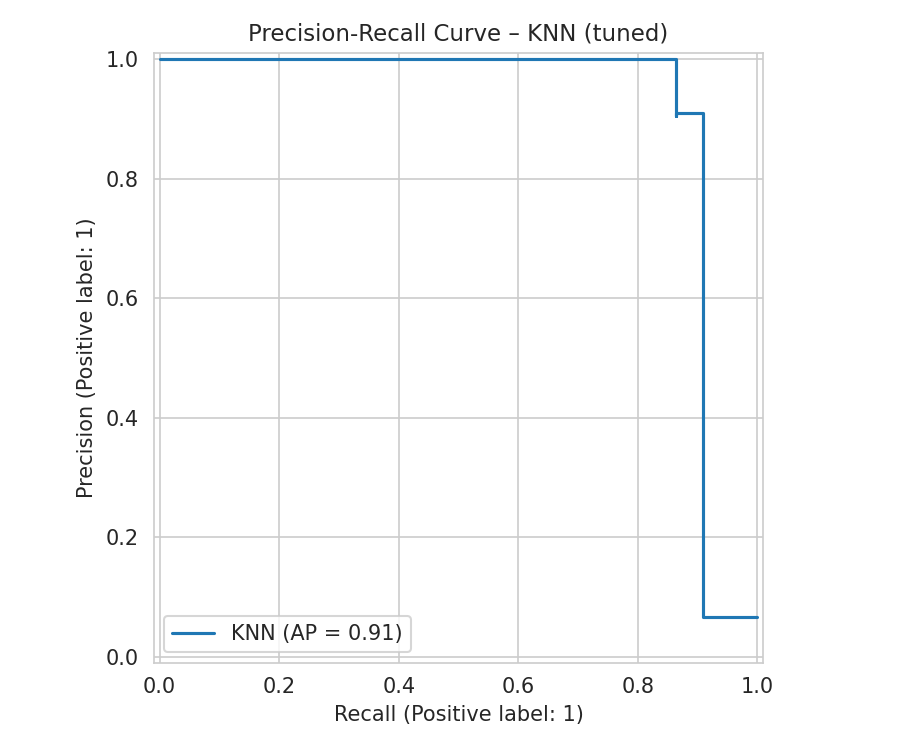 Precision-Recall Curve – KNN (tuned)
1.0
0.8
0.6
0.4
0.2
0.0
Precision (Positive label: 1)
KNN (AP = 0.91)
0.0 0.2 0.4 0.6 0.8 1.0
Recall (Positive label: 1)